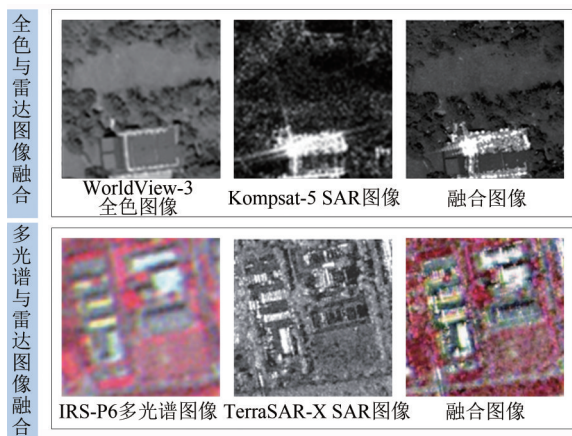 全色与雷达图像融合
WorldView-3
全色图像
Kompsat-5 SAR图像
融合图像
多光谱与雷达图像融合
IRS-P6多光谱图像
TerraSAR-X SAR图像
融合图像